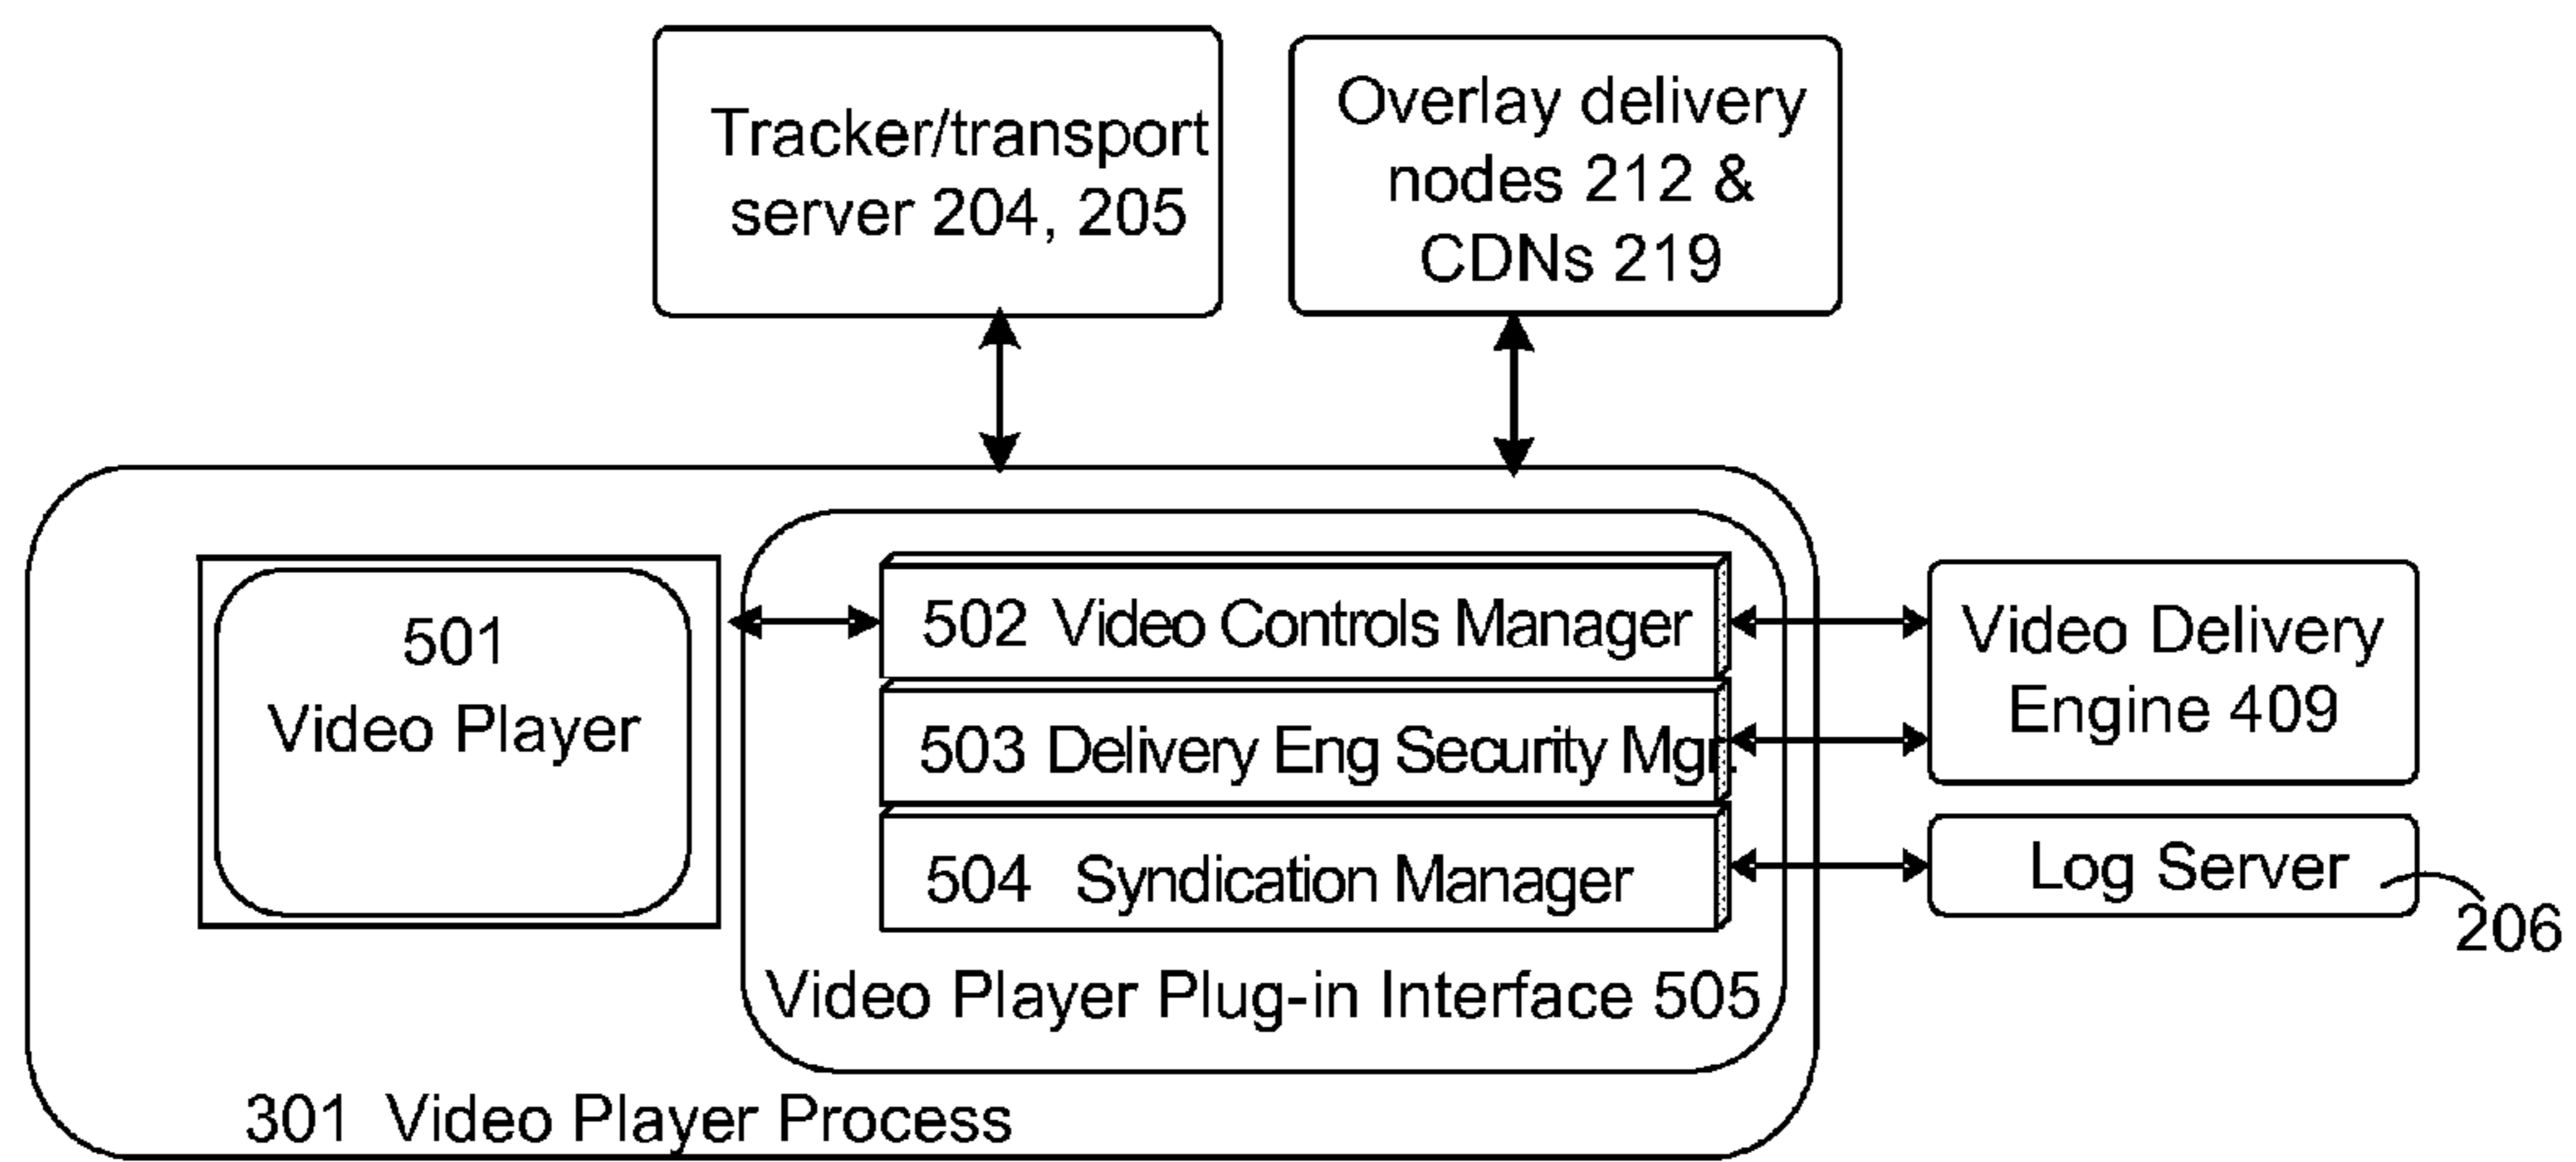 Tracker/transport
server 204, 205
Overlay delivery
nodes 212 &
CDNs 219
501
Video Player
502 Video Controls Manager
503 Delivery Eng Security Mgr.
504 Syndication Manager
Video Player Plug-in Interface 505
301 Video Player Process
Video Delivery
Engine 409
Log Server
206